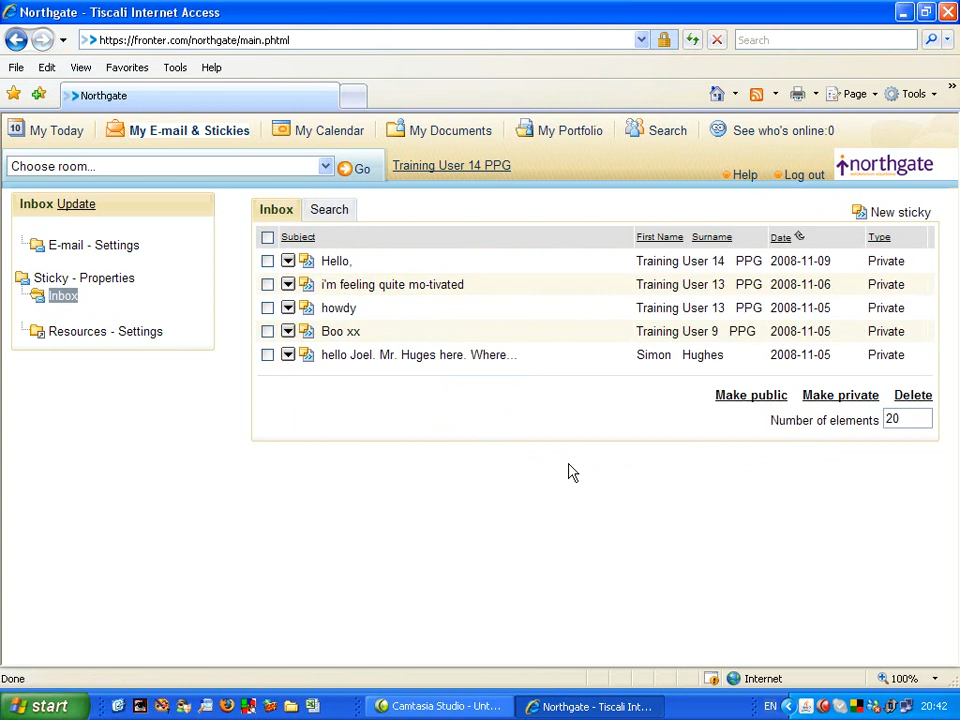 Northgate - Tiscali Internet Access
https://fronter.com/northgate/main.phtml
Search
File Edit View Favorites Tools Help
Northgate
Page Tools
10 My Today My E-mail & Stickies My Calendar My Documents My Portfolio Search See who's online:0
Choose room... Go Training User 14 PPG Help Log out northgate
Inbox Update
E-mail - Settings
Sticky - Properties
Inbox
Resources - Settings
Inbox Search New sticky
Subject First Name Surname Date Type
Hello, Training User 14 PPG 2008-11-09 Private
i'm feeling quite mo-tivated Training User 13 PPG 2008-11-06 Private
howdy Training User 13 PPG 2008-11-05 Private
Boo xx Training User 9 PPG 2008-11-05 Private
hello Joel. Mr. Huges here. Where... Simon Hughes 2008-11-05 Private
Make public Make private Delete
Number of elements 20
Done Internet 100%
start Camtasia Studio - Unt... Northgate - Tiscali Int... EN 20:42